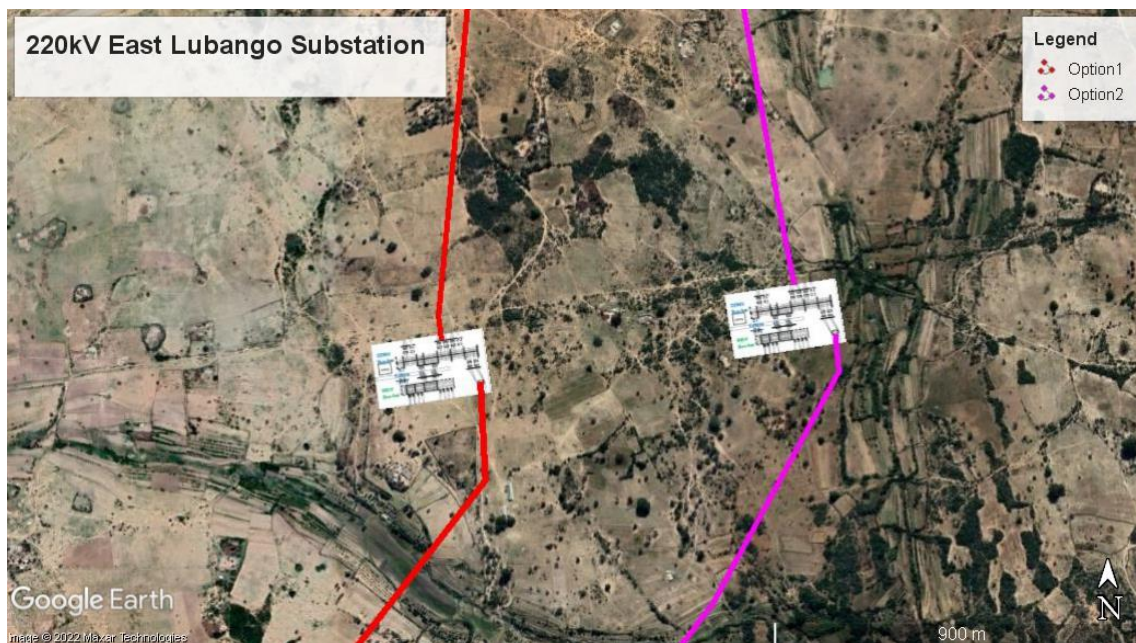 220kV East Lubango Substation
Legend
Option1
Option2
Google Earth
Image © 2022 Maxar Technologies
900 m
N